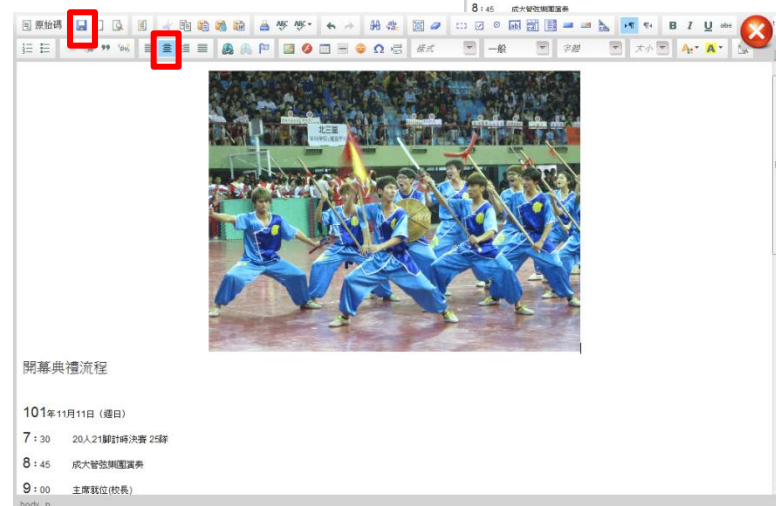 8：45 成大管弦樂團演奏
原始碼
B I U abc
樣式 一般 字體 大小
北三區
開幕典禮流程
101年11月11日（週日）
7：30 20人21腳計時決賽 25隊
8：45 成大管弦樂團演奏
9：00 主席就位(校長)
body p